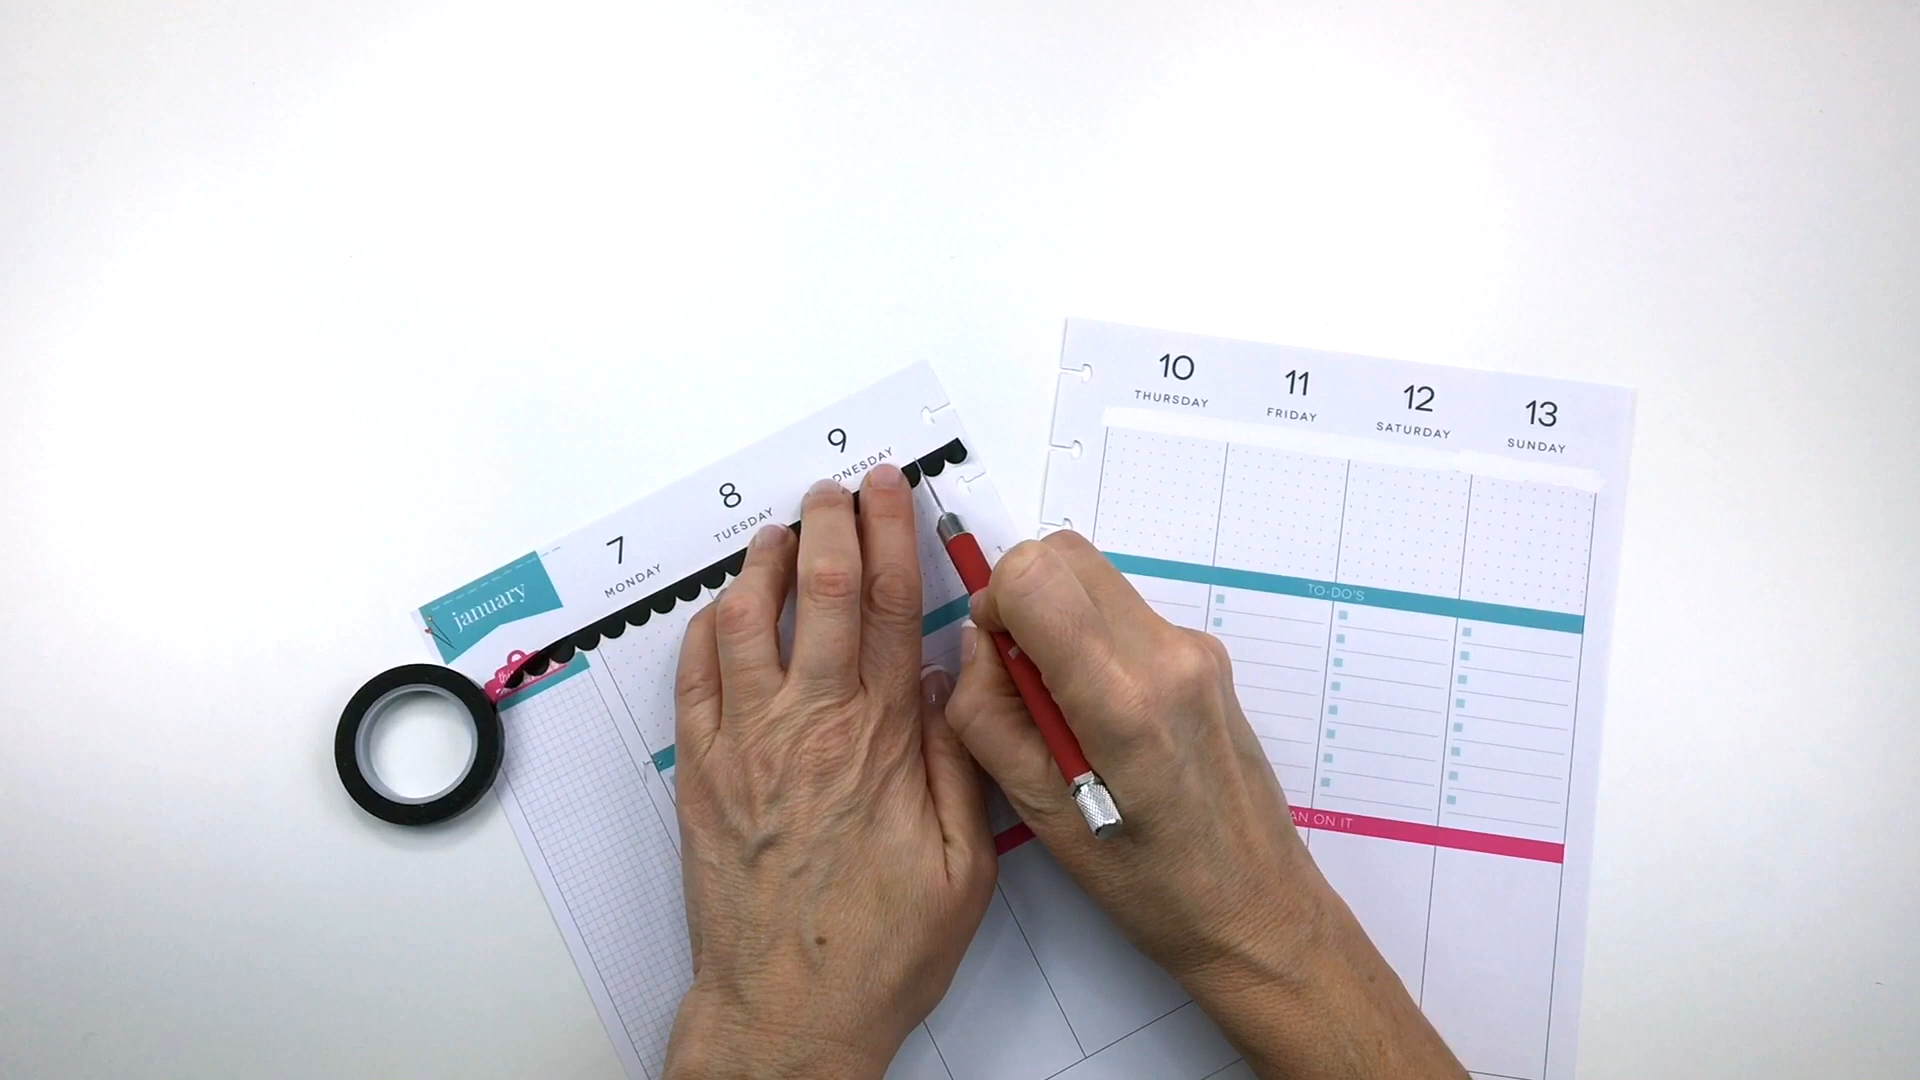 january
7
MONDAY
8
TUESDAY
9
DNESDAY
10
THURSDAY
11
FRIDAY
12
SATURDAY
13
SUNDAY
TO-DO'S
AN ON IT